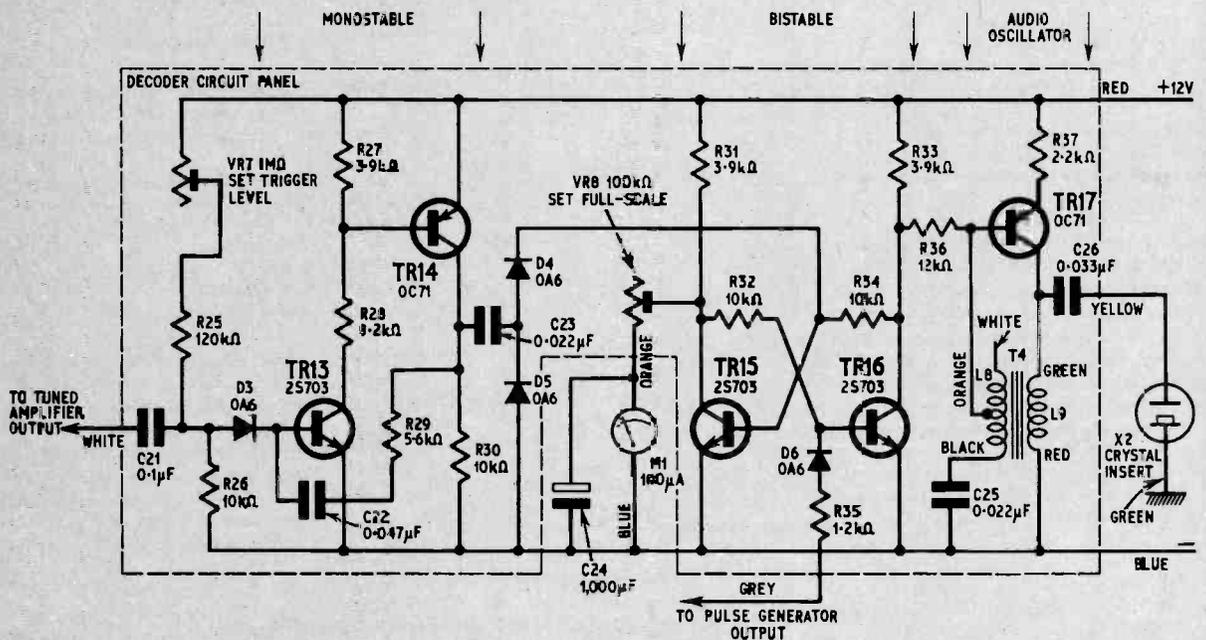 MONOSTABLE
BISTABLE
AUDIO
OSCILLATOR
DECODER CIRCUIT PANEL
RED +12V
VR7 1MΩ
SET TRIGGER
LEVEL
R27
3·9kΩ
TR14
OC71
R25
120kΩ
R28
8·2kΩ
TR13
2S703
D3
OA6
TO TUNED
AMPLIFIER
OUTPUT
WHITE
C21
0·1µF
R26
10kΩ
C22
0·047µF
R29
5·6kΩ
R30
10kΩ
D4
OA6
C23
0·022µF
D5
OA6
VR8 100kΩ
SET FULL-SCALE
ORANGE
M1
100µA
BLUE
C24
1,000µF
R31
3·9kΩ
R32
10kΩ
TR15
2S703
R33
3·9kΩ
R34
10kΩ
TR16
2S703
D6
OA6
R35
1·2kΩ
GREY
TO PULSE GENERATOR
OUTPUT
R36
12kΩ
R37
2·2kΩ
TR17
OC71
C26
0·033µF
YELLOW
WHITE
T4
L8
ORANGE
GREEN
L9
BLACK
RED
C25
0·022µF
X2
CRYSTAL
INSERT
GREEN
BLUE −